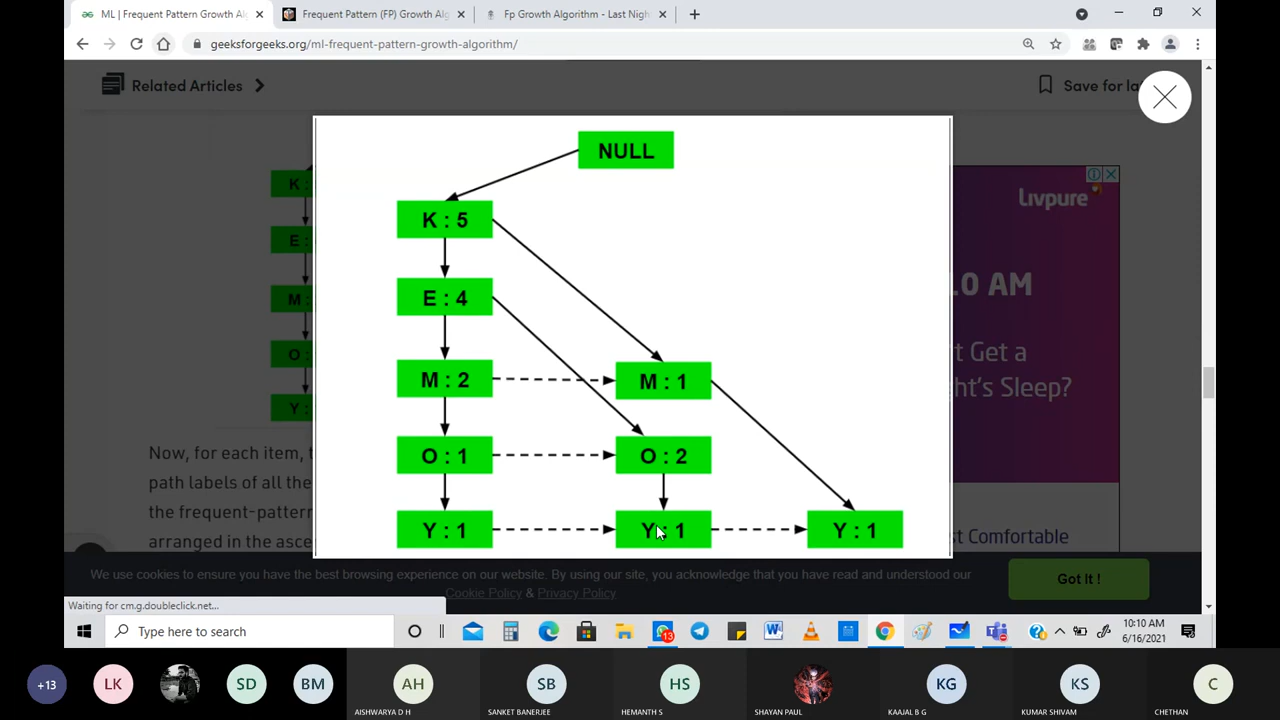 ML | Frequent Pattern Growth Al
Frequent Pattern (FP) Growth Alg
Fp Growth Algorithm - Last Nigh
geeksforgeeks.org/ml-frequent-pattern-growth-algorithm/
Related Articles
Save for la
NULL
K : 5
E : 4
M : 2
M : 1
O : 1
O : 2
Y : 1
Y : 1
Y : 1
K :
E :
M :
O :
Y :
Livpure
.0 AM
t Get a
ht's Sleep?
st Comfortable
Now, for each item, t
path labels of all the
the frequent-pattern
arranged in the asce
We use cookies to ensure you have the best browsing experience on our website. By using our site, you acknowledge that you have read and understood our
Cookie Policy & Privacy Policy
Got It !
Waiting for cm.g.doubleclick.net...
Type here to search
13
10:10 AM
6/16/2021
+13
LK
SD
BM
AH
SB
HS
KG
KS
C
AISHWARYA D H
SANKET BANERJEE
HEMANTH S
SHAYAN PAUL
KAAJAL B G
KUMAR SHIVAM
CHETHAN